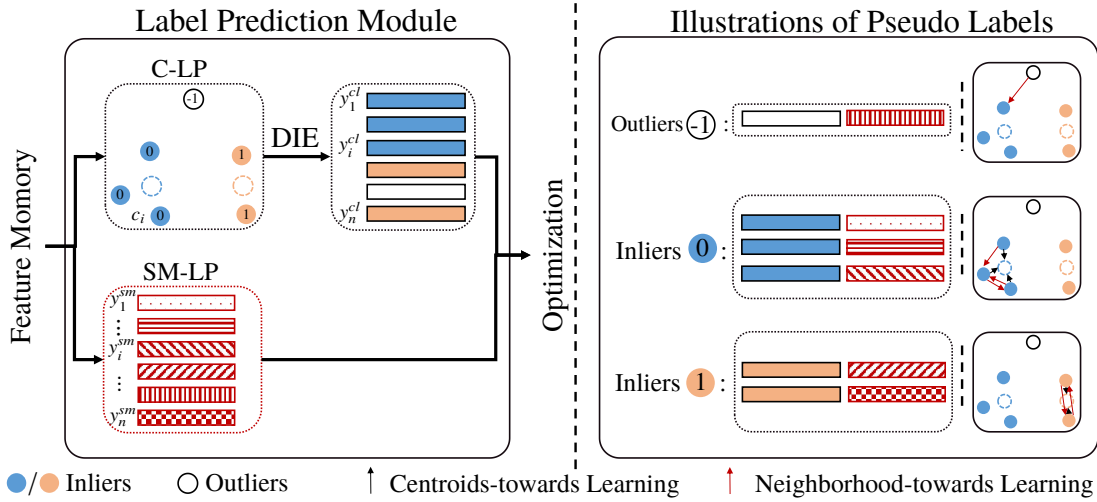 Label Prediction Module
Illustrations of Pseudo Labels
C-LP
-1
0
1
0
c_i
0
1
DIE
y_1^{cl}
y_i^{cl}
y_n^{cl}
Feature Momory
SM-LP
y_1^{sm}
⋮
y_i^{sm}
...
y_n^{sm}
Optimization
Outliers -1 :
Inliers 0 :
Inliers 1 :
/ Inliers
Outliers
Centroids-towards Learning
Neighborhood-towards Learning